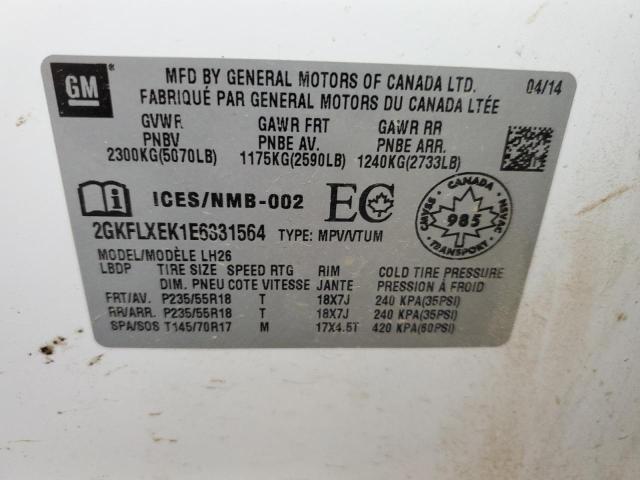 GM
MFD BY GENERAL MOTORS OF CANADA LTD. 04/14
FABRIQUÉ PAR GENERAL MOTORS DU CANADA LTÉE
GVWR GAWR FRT GAWR RR
PNBV PNBE AV. PNBE ARR.
2300KG(5070LB) 1175KG(2590LB) 1240KG(2733LB)
ICES/NMB-002 EC
CANADA
CMVSS 985 NSVAC
TRANSPORT
2GKFLXEK1E6331564 TYPE: MPV/VTUM
MODEL/MODÈLE LH26
LBDP TIRE SIZE SPEED RTG RIM COLD TIRE PRESSURE
DIM. PNEU COTE VITESSE JANTE PRESSION À FROID
FRT/AV. P235/55R18 T 18X7J 240 KPA(35PSI)
RR/ARR. P235/55R18 T 18X7J 240 KPA(35PSI)
SPA/SOS T145/70R17 M 17X4.5T 420 KPA(60PSI)